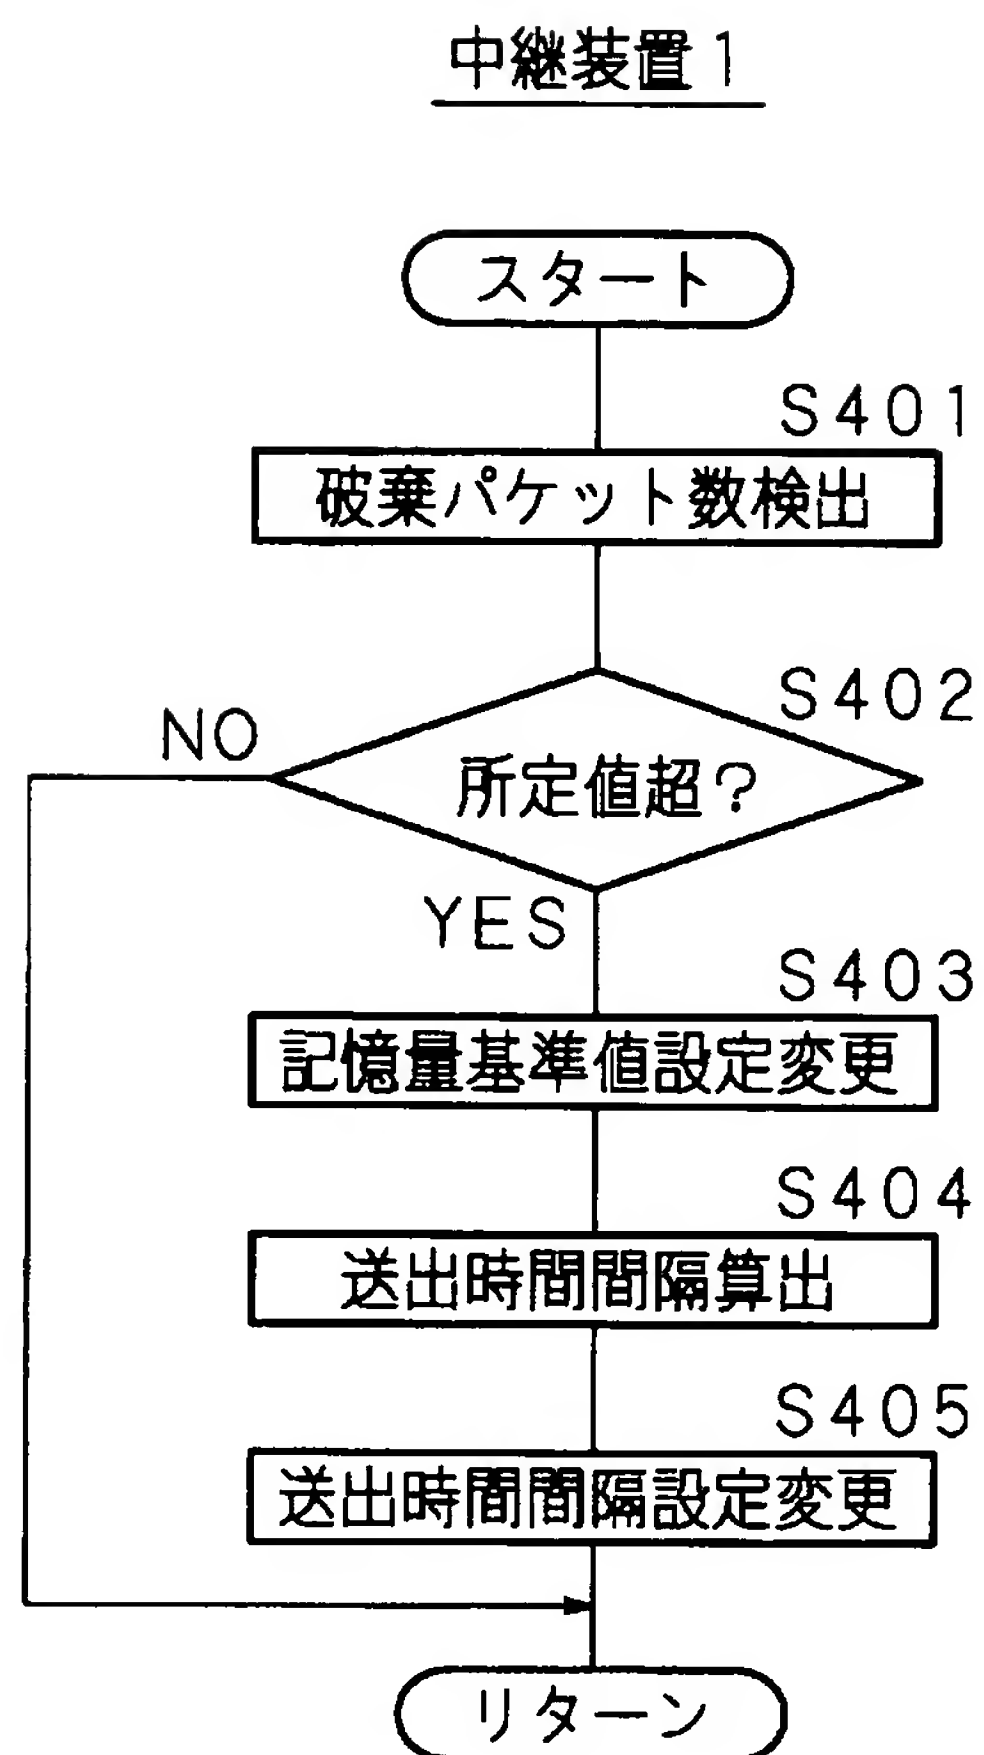 中継装置1
スタート
S401
破棄パケット数検出
S402
NO
所定値超?
YES
S403
記憶量基準値設定変更
S404
送出時間間隔算出
S405
送出時間間隔設定変更
リターン